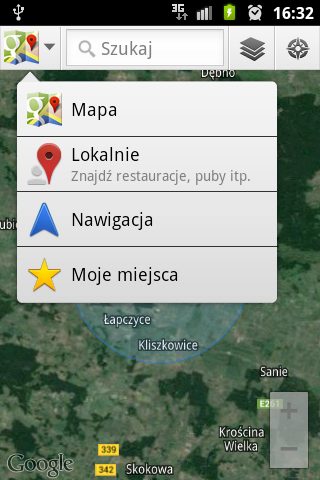 3G
16:32
Szukaj
Dębno
Mapa
Lokalnie
Znajdź restauracje, puby itp.
Nawigacja
Moje miejsca
Łapczyce
Kliszkowice
Sanie
E261
Krościna
Wielka
339
342
Skokowa
Google